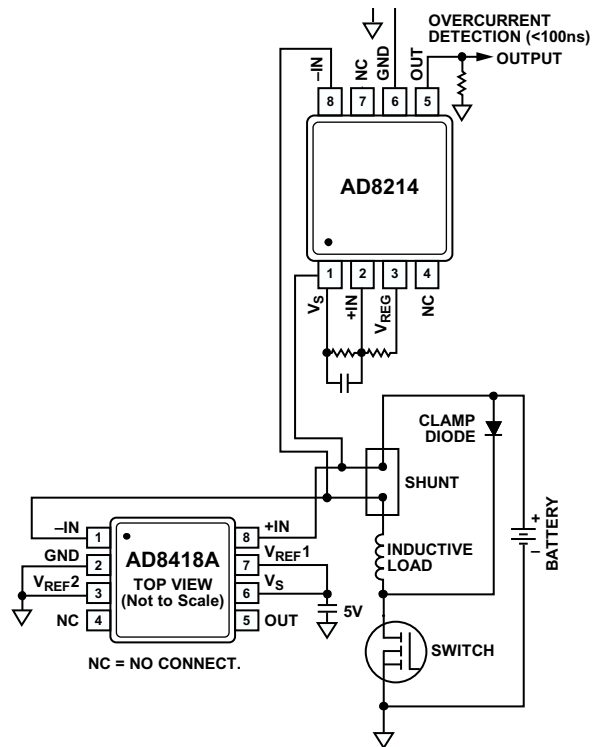 OVERCURRENT
DETECTION (<100ns)
OUTPUT
–IN
NC
GND
OUT
8
7
6
5
AD8214
1
2
3
4
VS
+IN
VREG
NC
CLAMP
DIODE
SHUNT
BATTERY
+
–
INDUCTIVE
LOAD
SWITCH
–IN
1
8
+IN
GND
2
7
VREF1
VREF2
3
6
VS
NC
4
5
OUT
AD8418A
TOP VIEW
(Not to Scale)
5V
NC = NO CONNECT.